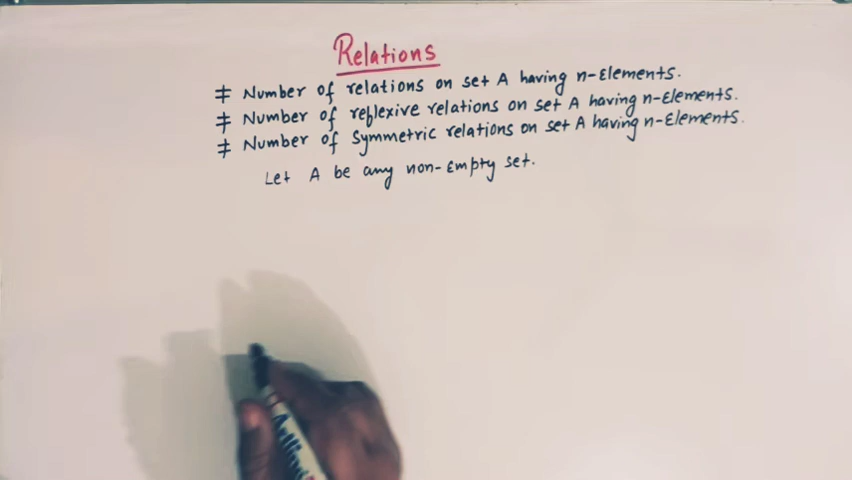 Relations
# Number of relations on set A having n-Elements.
# Number of reflexive relations on set A having n-Elements.
# Number of symmetric relations on set A having n-Elements.
Let A be any non-Empty set.